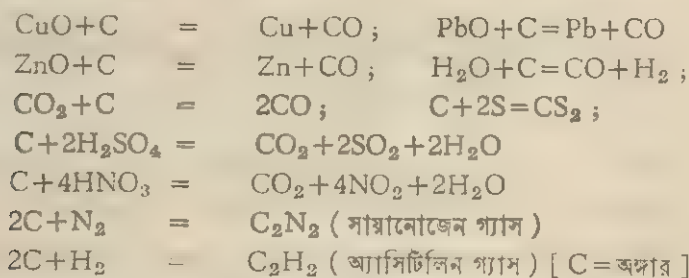 CuO+C = Cu+CO; PbO+C=Pb+CO
ZnO+C = Zn+CO; H₂O+C=CO+H₂;
CO₂+C = 2CO; C+2S=CS₂;
C+2H₂SO₄ = CO₂+2SO₂+2H₂O
C+4HNO₃ = CO₂+4NO₂+2H₂O
2C+N₂ = C₂N₂ ( সায়ানোজেন গ্যাস )
2C+H₂ = C₂H₂ ( অ্যাসিটিলিন গ্যাস ) [ C=অঙ্গার ]